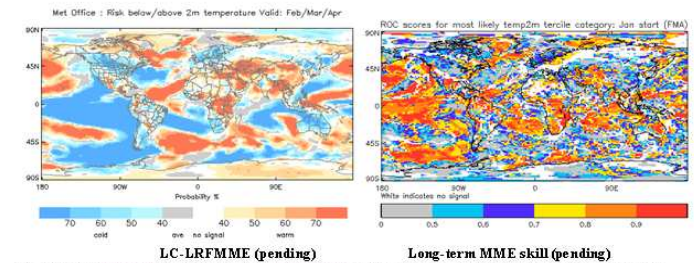 Met Office : Risk below/above 2m temperature Valid: Feb/Mar/Apr
90N
45N
0
45S
90S
180 90W 0 90E
Probability %
70 60 50 40 40 50 60 70
cold ave no signal warm
LC-LRFMME (pending)
ROC scores for most likely temp2m tercile category: Jan start (FMA)
90N
45N
0
45S
90S
180 90W 0 90E
White indicates no signal
0 0.5 0.6 0.7 0.8 0.9
Long-term MME skill (pending)